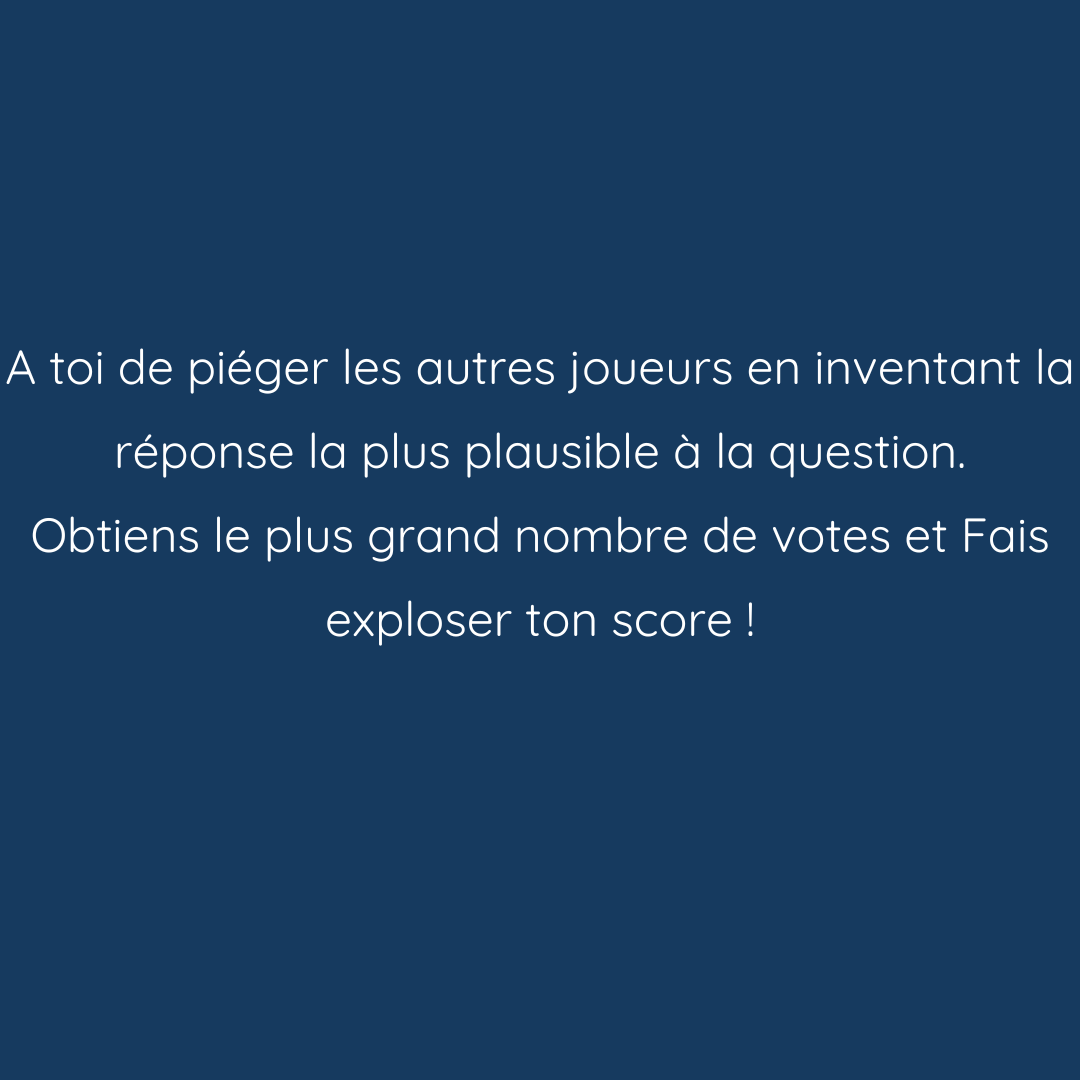 A toi de piéger les autres joueurs en inventant la
réponse la plus plausible à la question.
Obtiens le plus grand nombre de votes et Fais
exploser ton score !